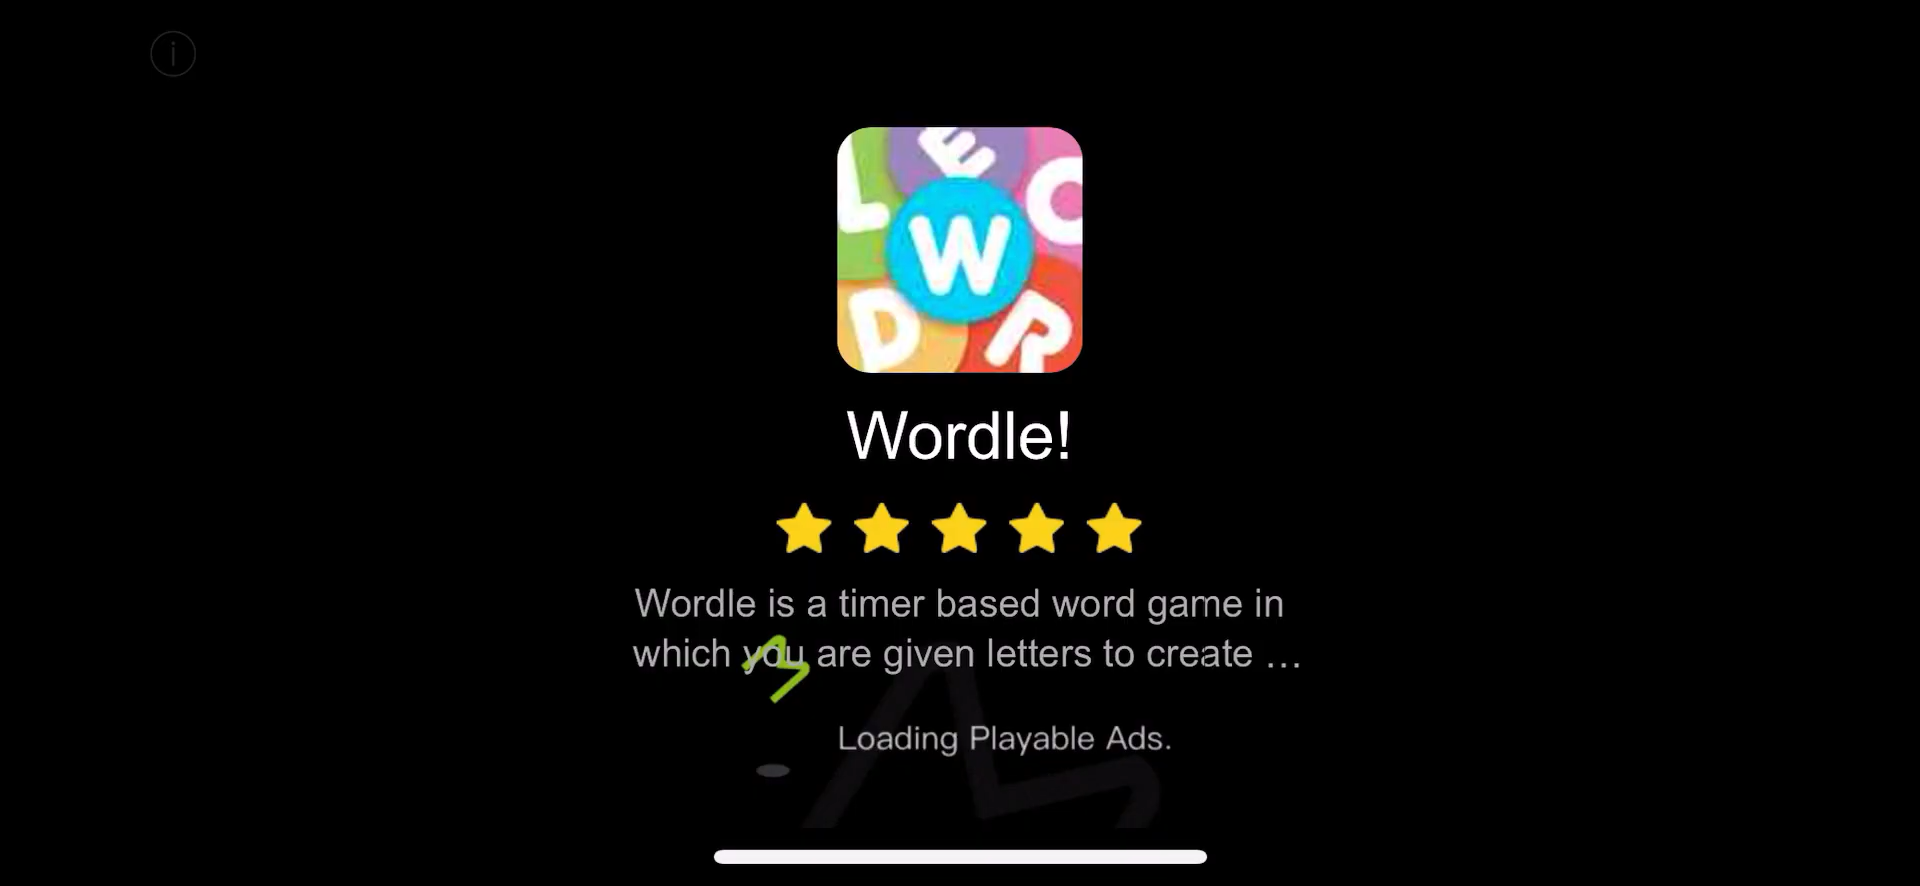 L E O W D R
Wordle!
Wordle is a timer based word game in
which you are given letters to create ...
Loading Playable Ads.